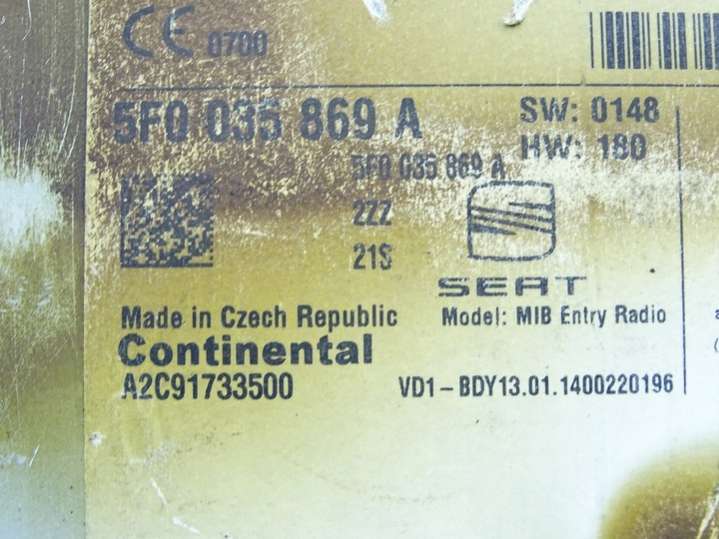 CE 0700
5F0 035 869 A
SW: 0148
HW: 180
5F0 035 869 A
2ZZ
21S
SEAT
Made in Czech Republic
Model: MIB Entry Radio
Continental
A2C91733500
VD1-BDY13.01.1400220196